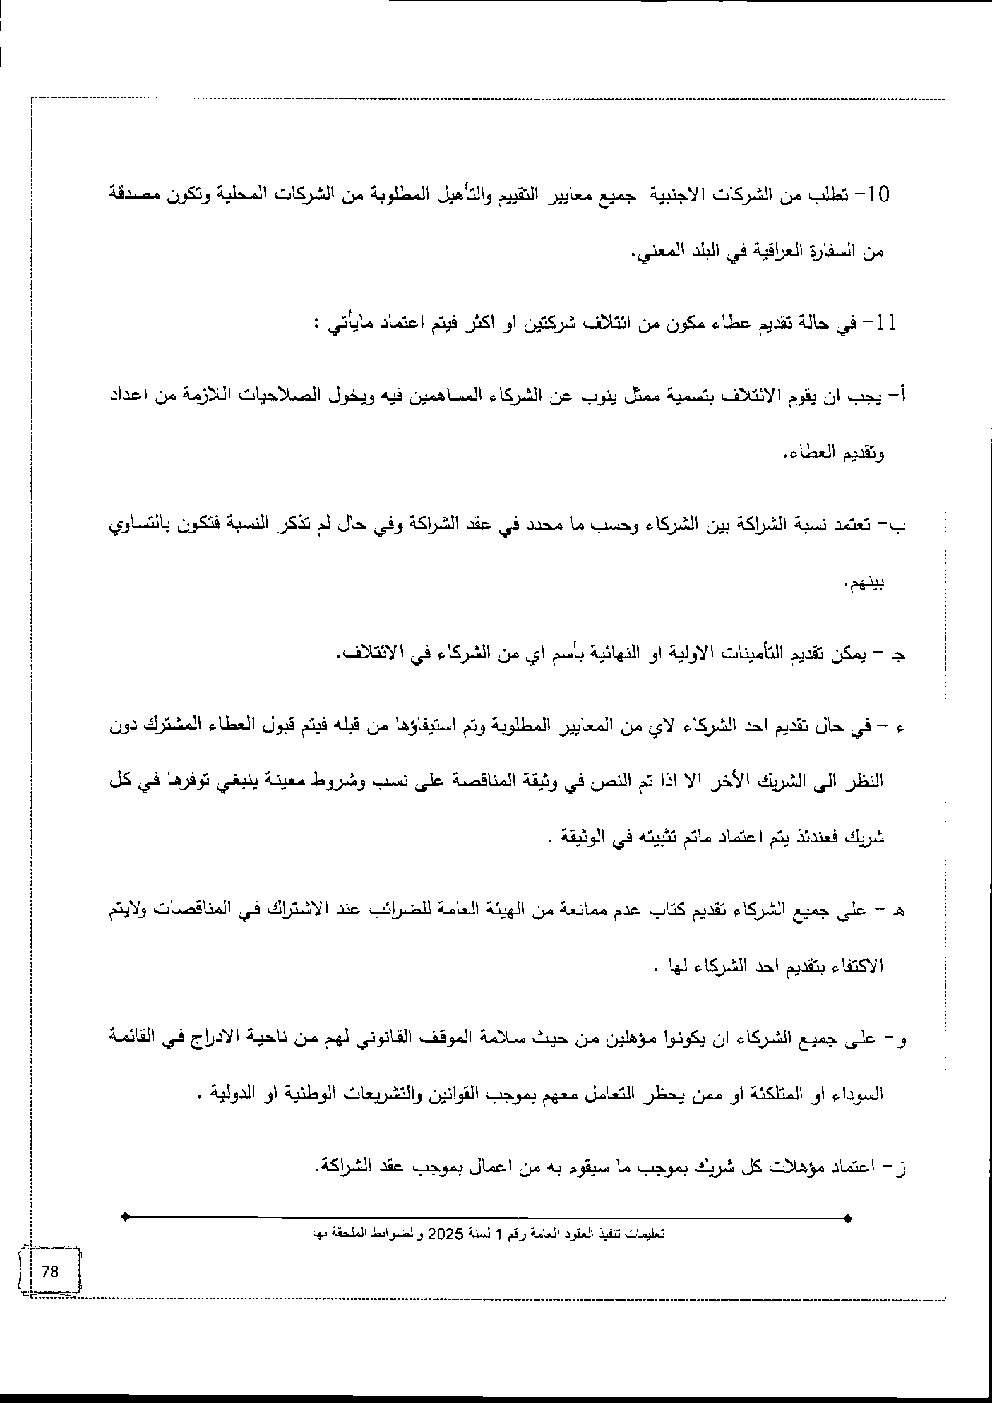 10- تطلب من الشركات الاجنبية جميع معايير التقييم والتأهيل المطلوبة من الشركات المحلية وتكون مصدقة
من السفارة العراقية في البلد المعني.
11- في حالة تقديم عطاء مكون من ائتلاف شركتين او اكثر فيتم اعتماد مايأتي :
أ- يجب ان يقوم الائتلاف بتسمية ممثل ينوب عن الشركاء المساهمين فيه ويخول الصلاحيات اللازمة من اعداد
وتقديم العطاء.
ب- تعتمد نسبة الشراكة بين الشركاء وحسب ما محدد في عقد الشراكة وفي حال لم تذكر النسبة فتكون بالتساوي
بينهم.
جـ - يمكن تقديم التأمينات الاولية او النهائية بأسم اي من الشركاء في الائتلاف.
ء - في حال تقديم احد الشركاء لاي من المعايير المطلوبة وتم استيفاؤها من قبله فيتم قبول العطاء المشترك دون
النظر الى الشريك الأخر الا اذا تم النص في وثيقة المناقصة على نسب وشروط معينة ينبغي توفرها في كل
شريك فعندئذ يتم اعتماد ماتم تثبيته في الوثيقة .
هـ - على جميع الشركاء تقديم كتاب عدم ممانعة من الهيئة العامة للضرائب عند الاشتراك في المناقصات ولايتم
الاكتفاء بتقديم احد الشركاء لها .
و- على جميع الشركاء ان يكونوا مؤهلين من حيث سلامة الموقف القانوني لهم من ناحية الادراج في القائمة
السوداء او المتلكئة او ممن يحظر التعامل معهم بموجب القوانين والتشريعات الوطنية او الدولية .
ز- اعتماد مؤهلات كل شريك بموجب ما سيقوم به من اعمال بموجب عقد الشراكة.
تعليمات تنفيذ العقود العامة رقم 1 لسنة 2025 والضوابط الملحقة بها
78